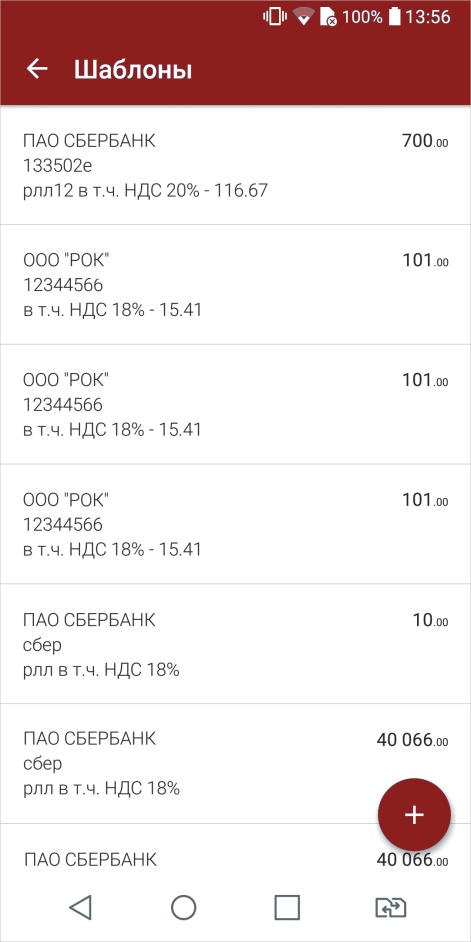 100% 13:56
Шаблоны
ПАО СБЕРБАНК 700.00
133502е
рлл12 в т.ч. НДС 20% - 116.67
ООО "РОК" 101.00
12344566
в т.ч. НДС 18% - 15.41
ООО "РОК" 101.00
12344566
в т.ч. НДС 18% - 15.41
ООО "РОК" 101.00
12344566
в т.ч. НДС 18% - 15.41
ПАО СБЕРБАНК 10.00
сбер
рлл в т.ч. НДС 18%
ПАО СБЕРБАНК 40 066.00
сбер
рлл в т.ч. НДС 18%
ПАО СБЕРБАНК 40 066.00